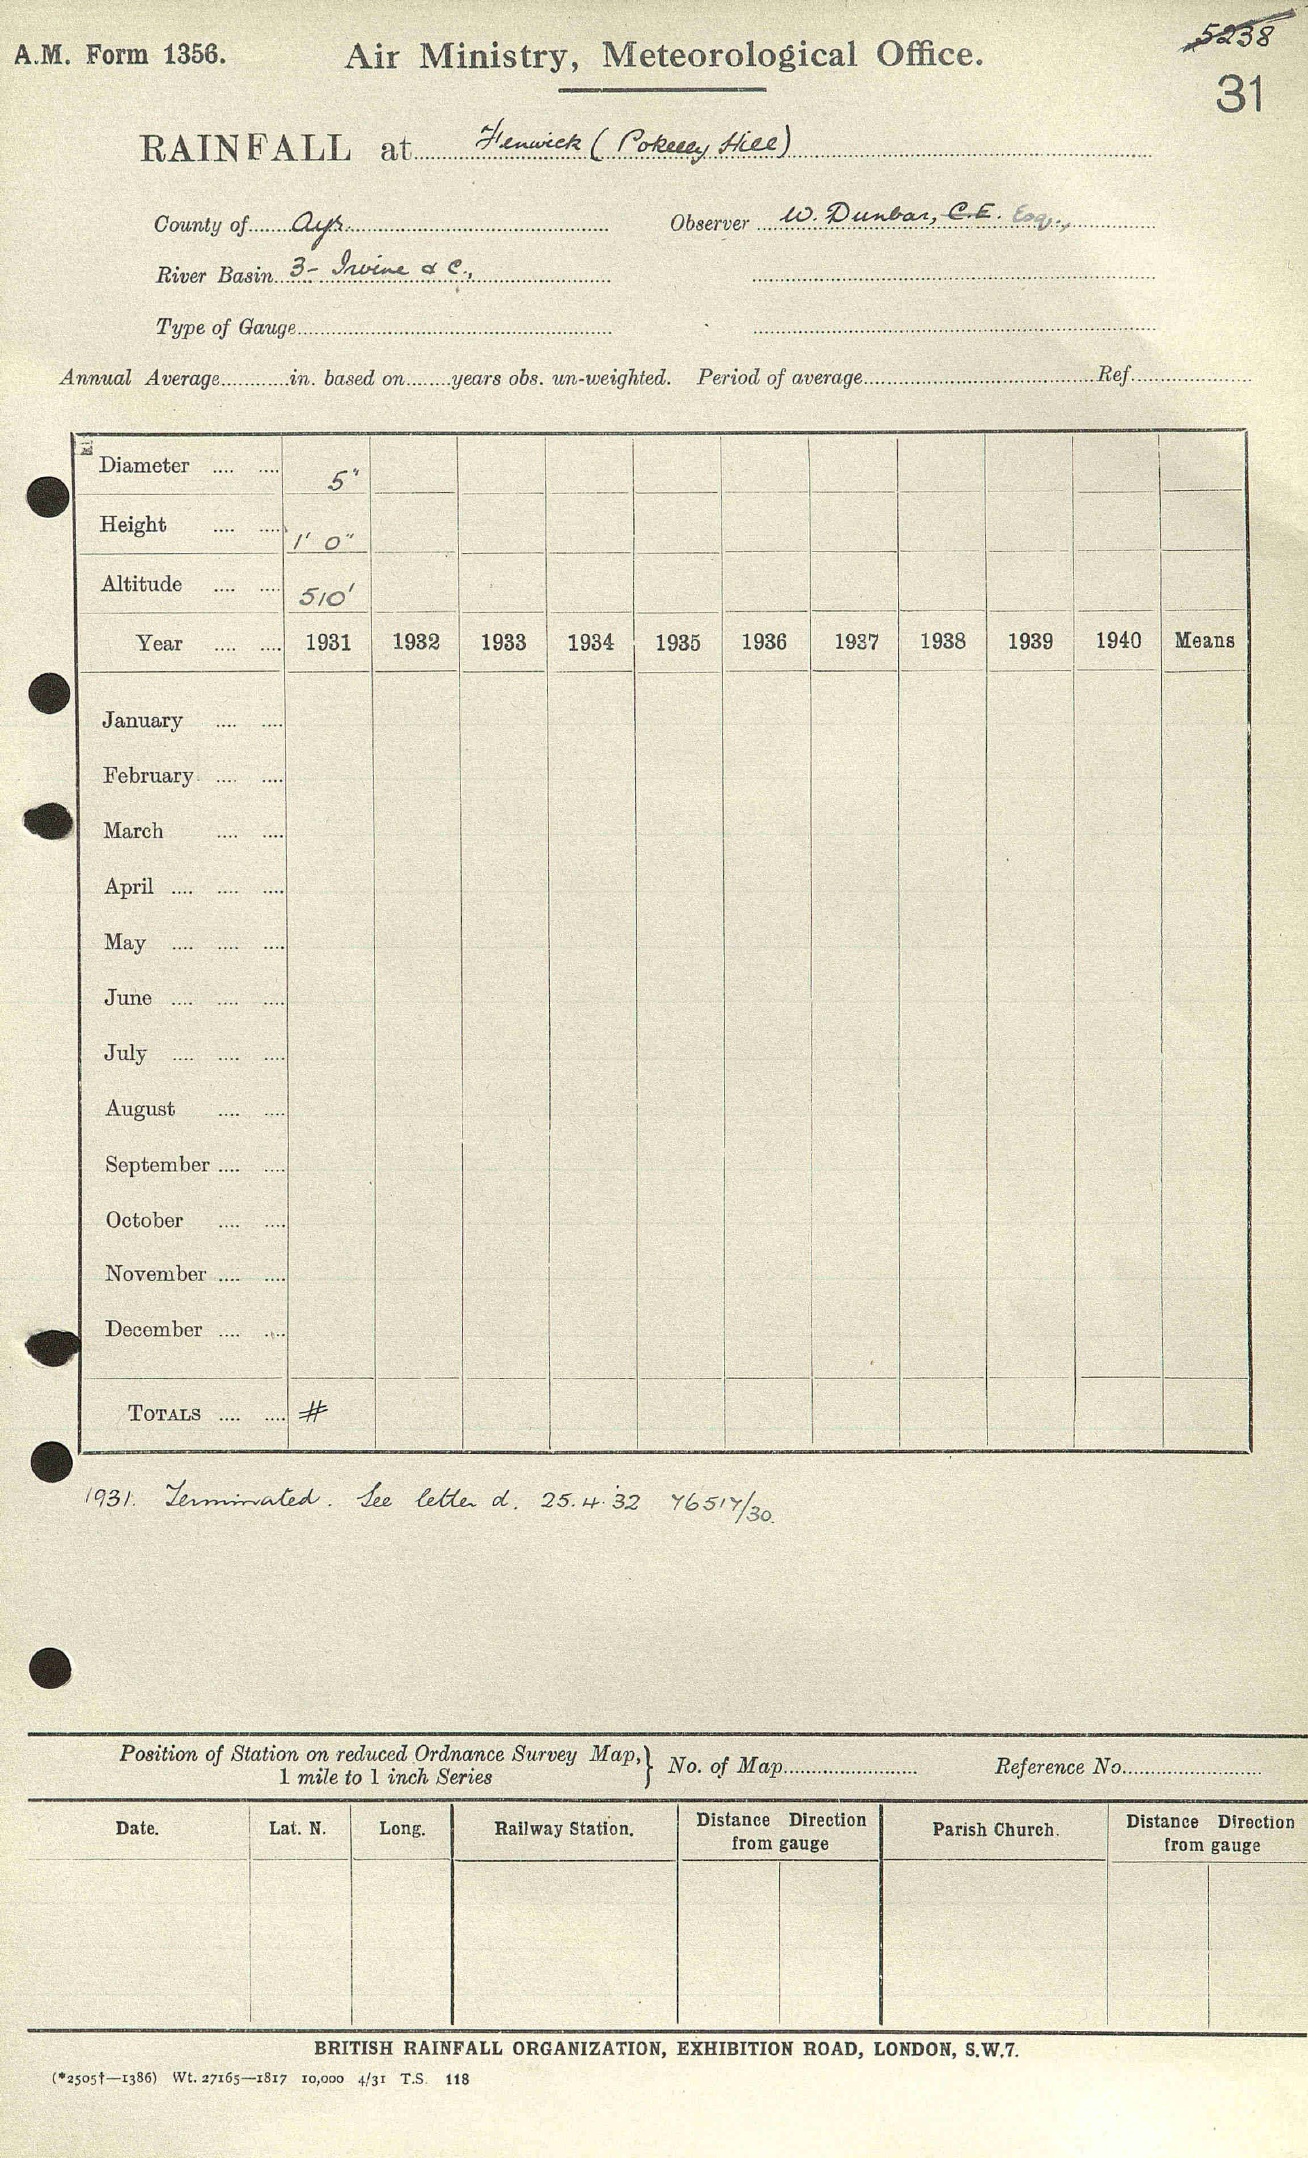 A.M. Form 1356. Air Ministry, Meteorological Office. 5238
31
RAINFALL at Fenwick (Pokelly Hill)
County of Ayr. Observer W. Dunbar, C.E. Esq.,
River Basin 3 - Irvine & C.,
Type of Gauge
Annual Average in. based on years obs. un-weighted. Period of average Ref.
Diameter 5"
Height 1' 0"
Altitude 510'
Year 1931 1932 1933 1934 1935 1936 1937 1938 1939 1940 Means
January
February
March
April
May
June
July
August
September
October
November
December
TOTALS #
1931. Terminated. See letter d. 25.4.32 76517/30.
Position of Station on reduced Ordnance Survey Map, } No. of Map Reference No.
1 mile to 1 inch Series
Date. Lat. N. Long. Railway Station. Distance Direction from gauge Parish Church. Distance Direction from gauge
BRITISH RAINFALL ORGANIZATION, EXHIBITION ROAD, LONDON, S.W.7.
(*2505†—1386) Wt. 27165—1817 10,000 4/31 T.S. 118